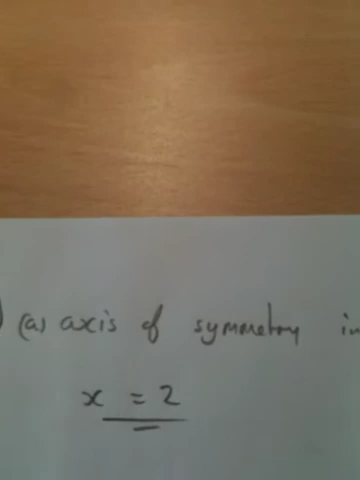 (a) axis of symmetry
x = 2